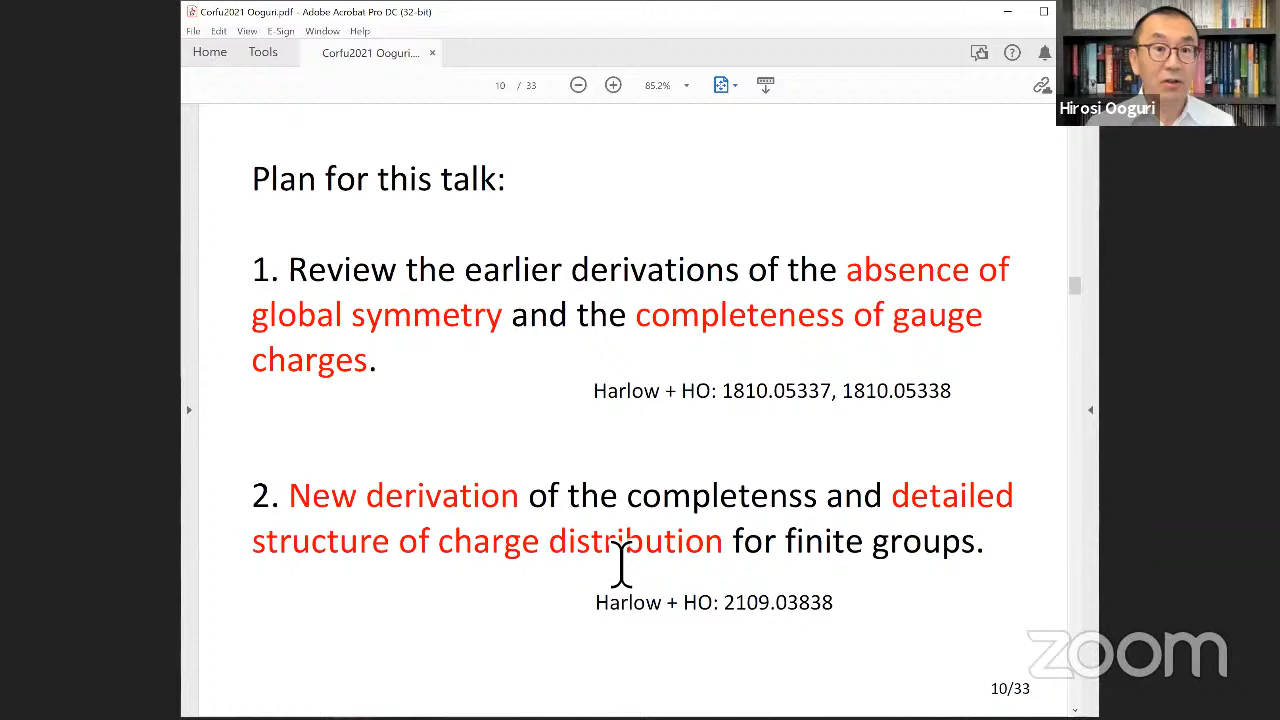 Corfu2021 Ooguri.pdf - Adobe Acrobat Pro DC (32-bit)
File Edit View E-Sign Window Help
Home Tools Corfu2021 Ooguri.... ×
10 / 33 85.2%
Hirosi Ooguri
Plan for this talk:
1. Review the earlier derivations of the absence of
global symmetry and the completeness of gauge
charges.
Harlow + HO: 1810.05337, 1810.05338
2. New derivation of the completenss and detailed
structure of charge distribution for finite groups.
Harlow + HO: 2109.03838
zoom
10/33